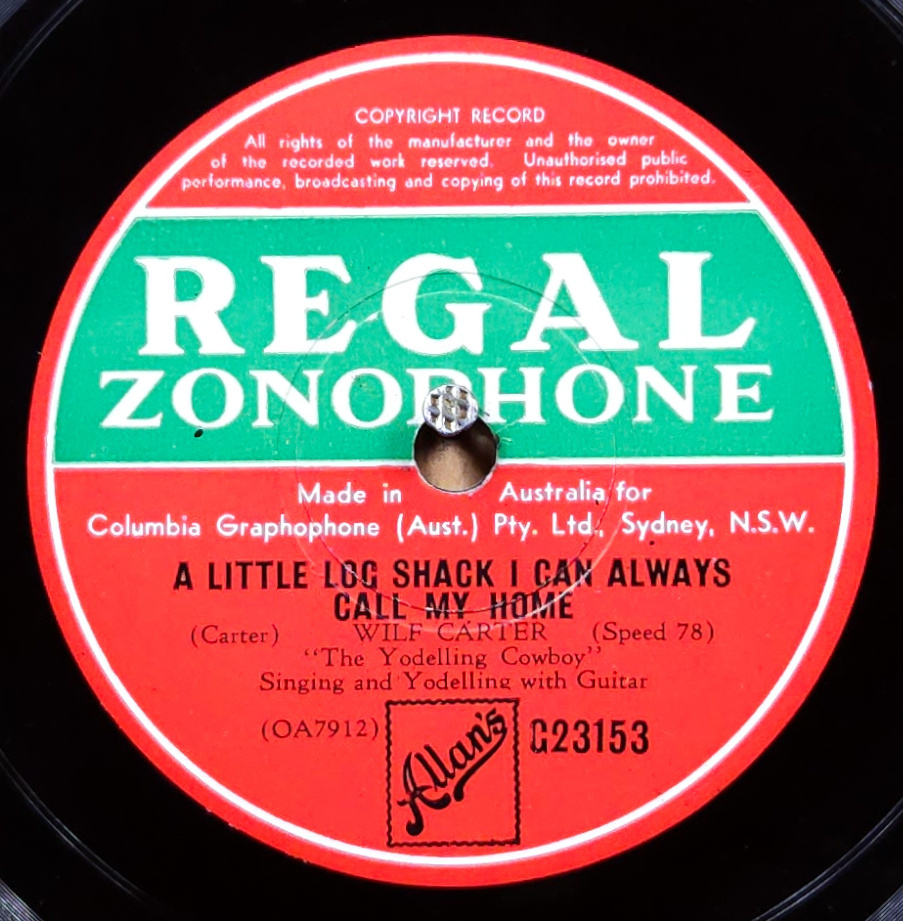 COPYRIGHT RECORD
All rights of the manufacturer and the owner
of the recorded work reserved. Unauthorised public
performance, broadcasting and copying of this record prohibited.
REGAL
ZONOPHONE
Made in Australia for
Columbia Graphophone (Aust.) Pty. Ltd., Sydney, N.S.W.
A LITTLE LOG SHACK I CAN ALWAYS
CALL MY HOME
(Carter) WILF CARTER (Speed 78)
“The Yodelling Cowboy”
Singing and Yodelling with Guitar
(OA7912) Allan's G23153